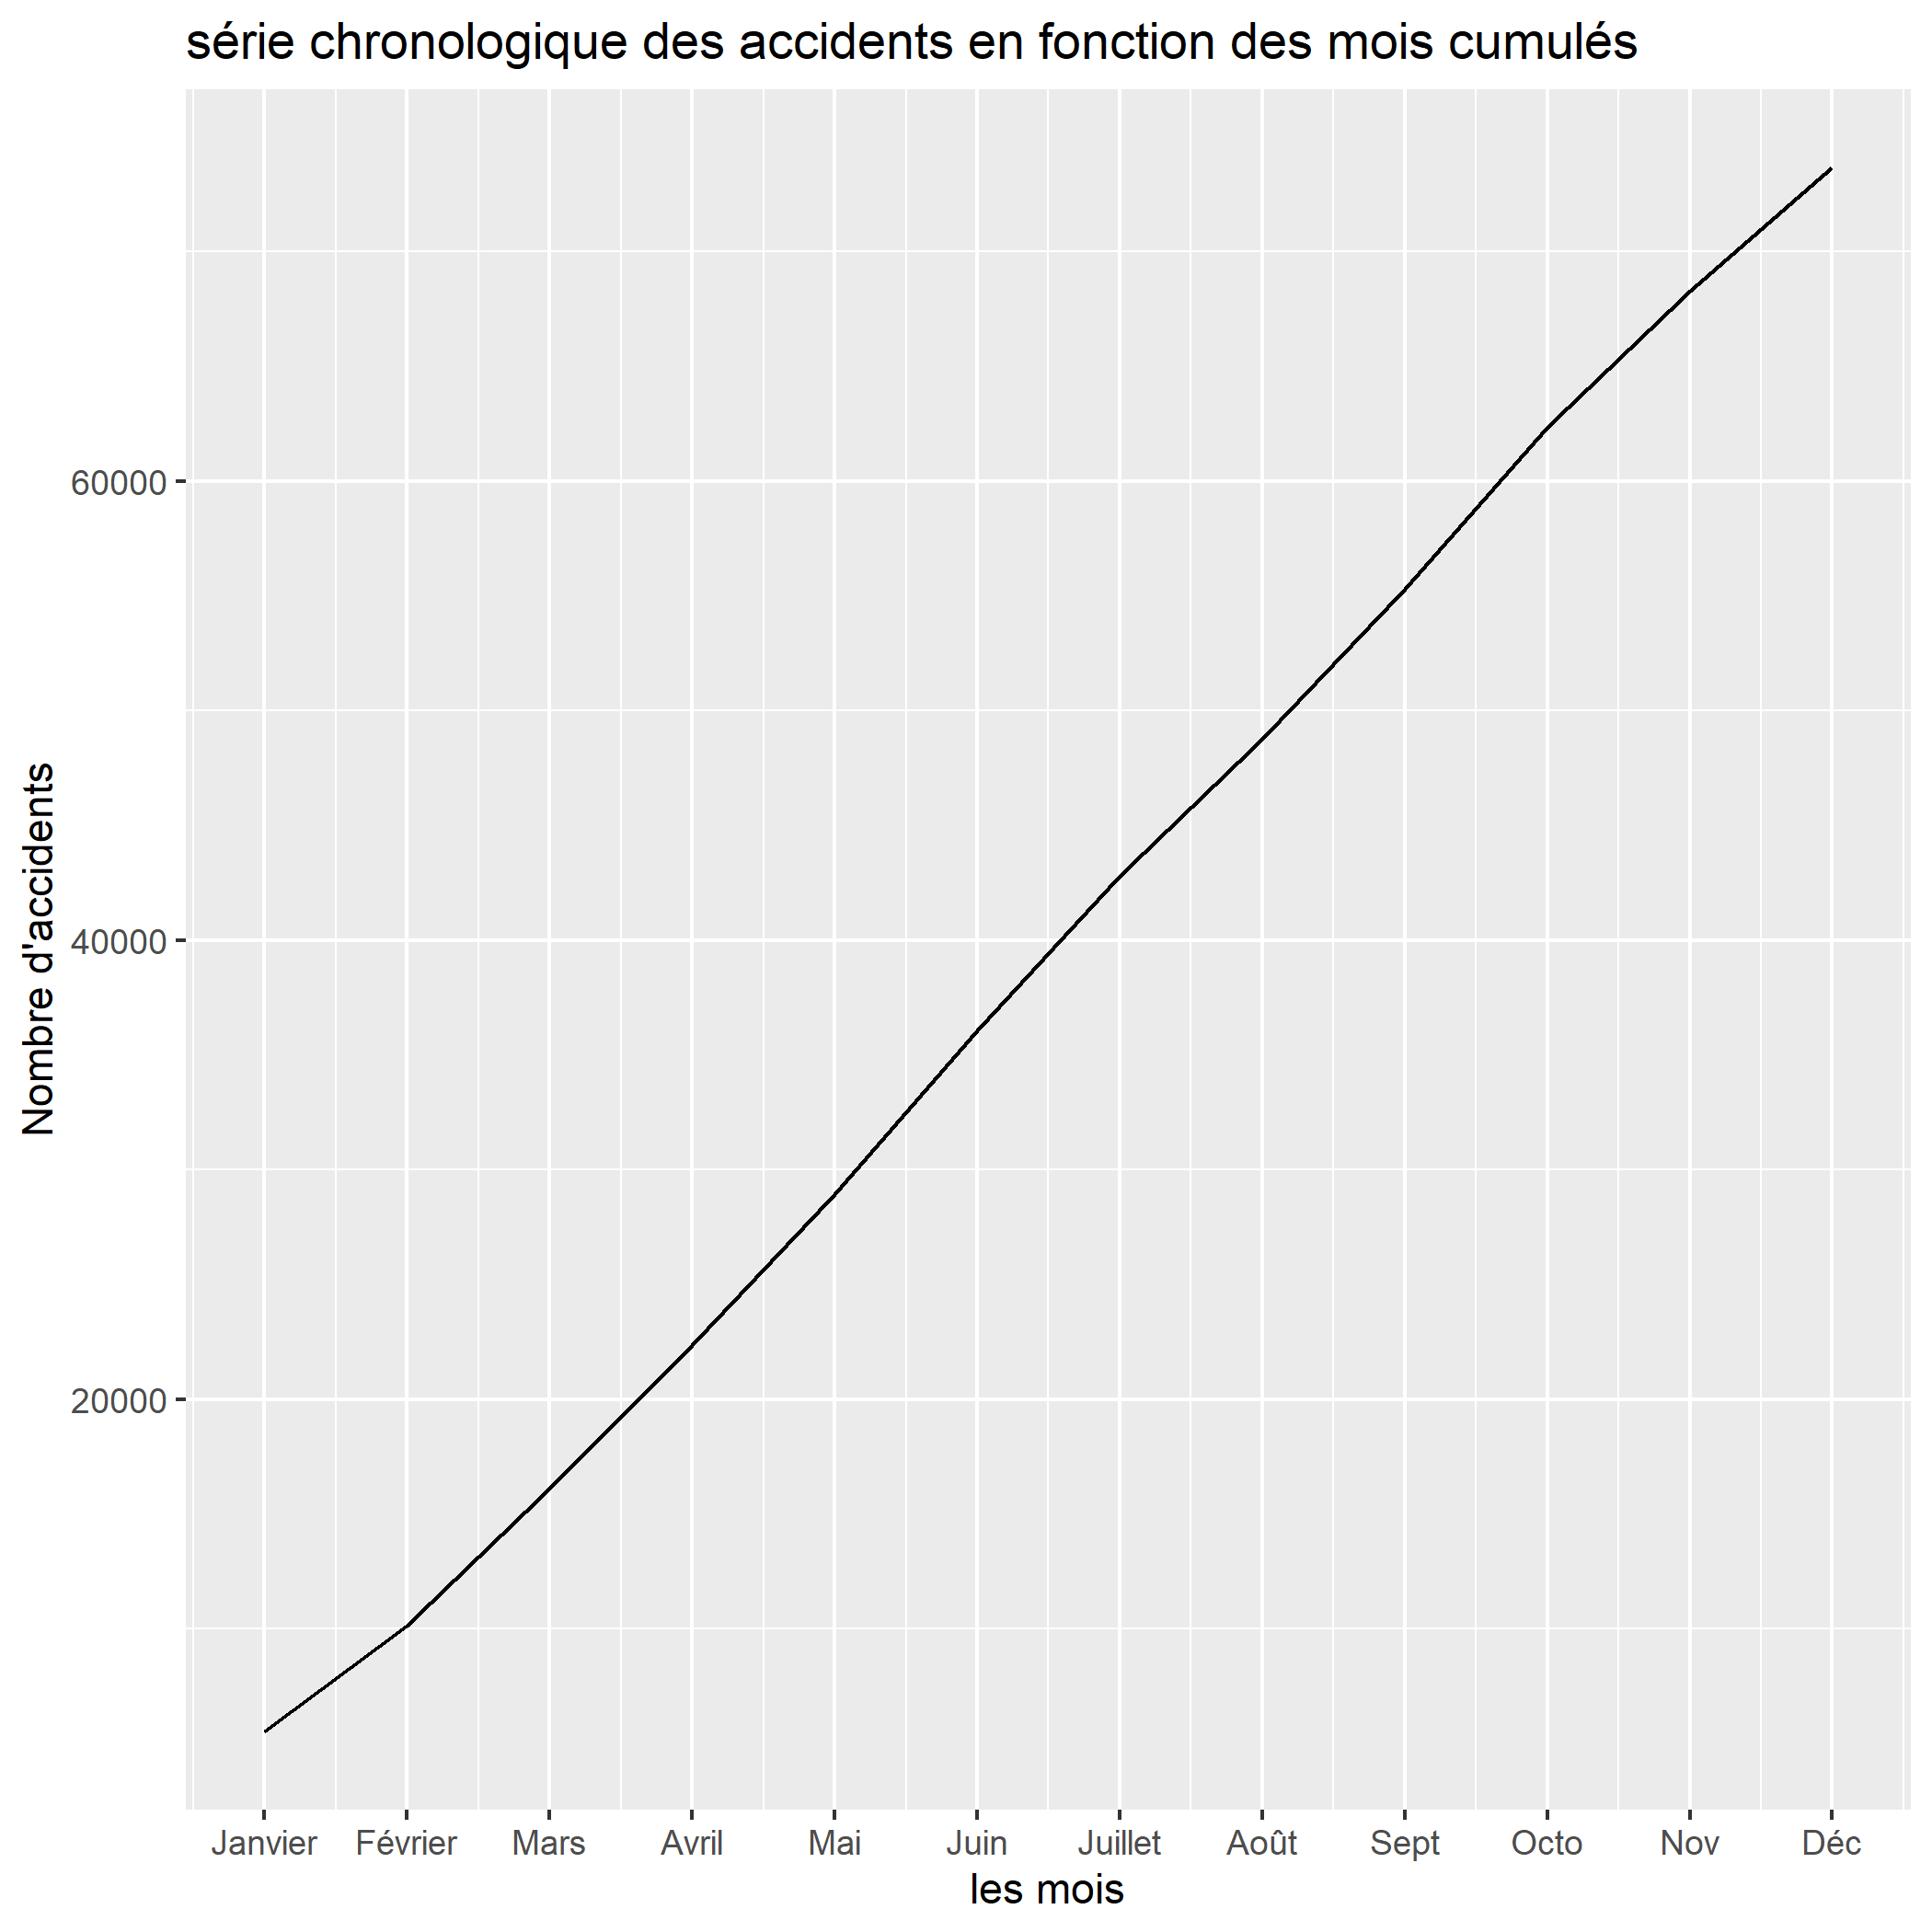 série chronologique des accidents en fonction des mois cumulés
Nombre d'accidents
60000
40000
20000
Janvier Février Mars Avril Mai Juin Juillet Août Sept Octo Nov Déc
les mois